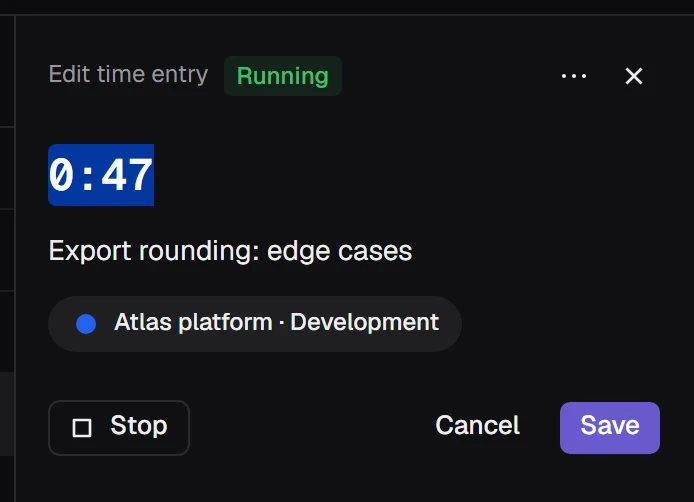 Edit time entry Running ...
0:47
Export rounding: edge cases
Atlas platform · Development
Stop Cancel Save